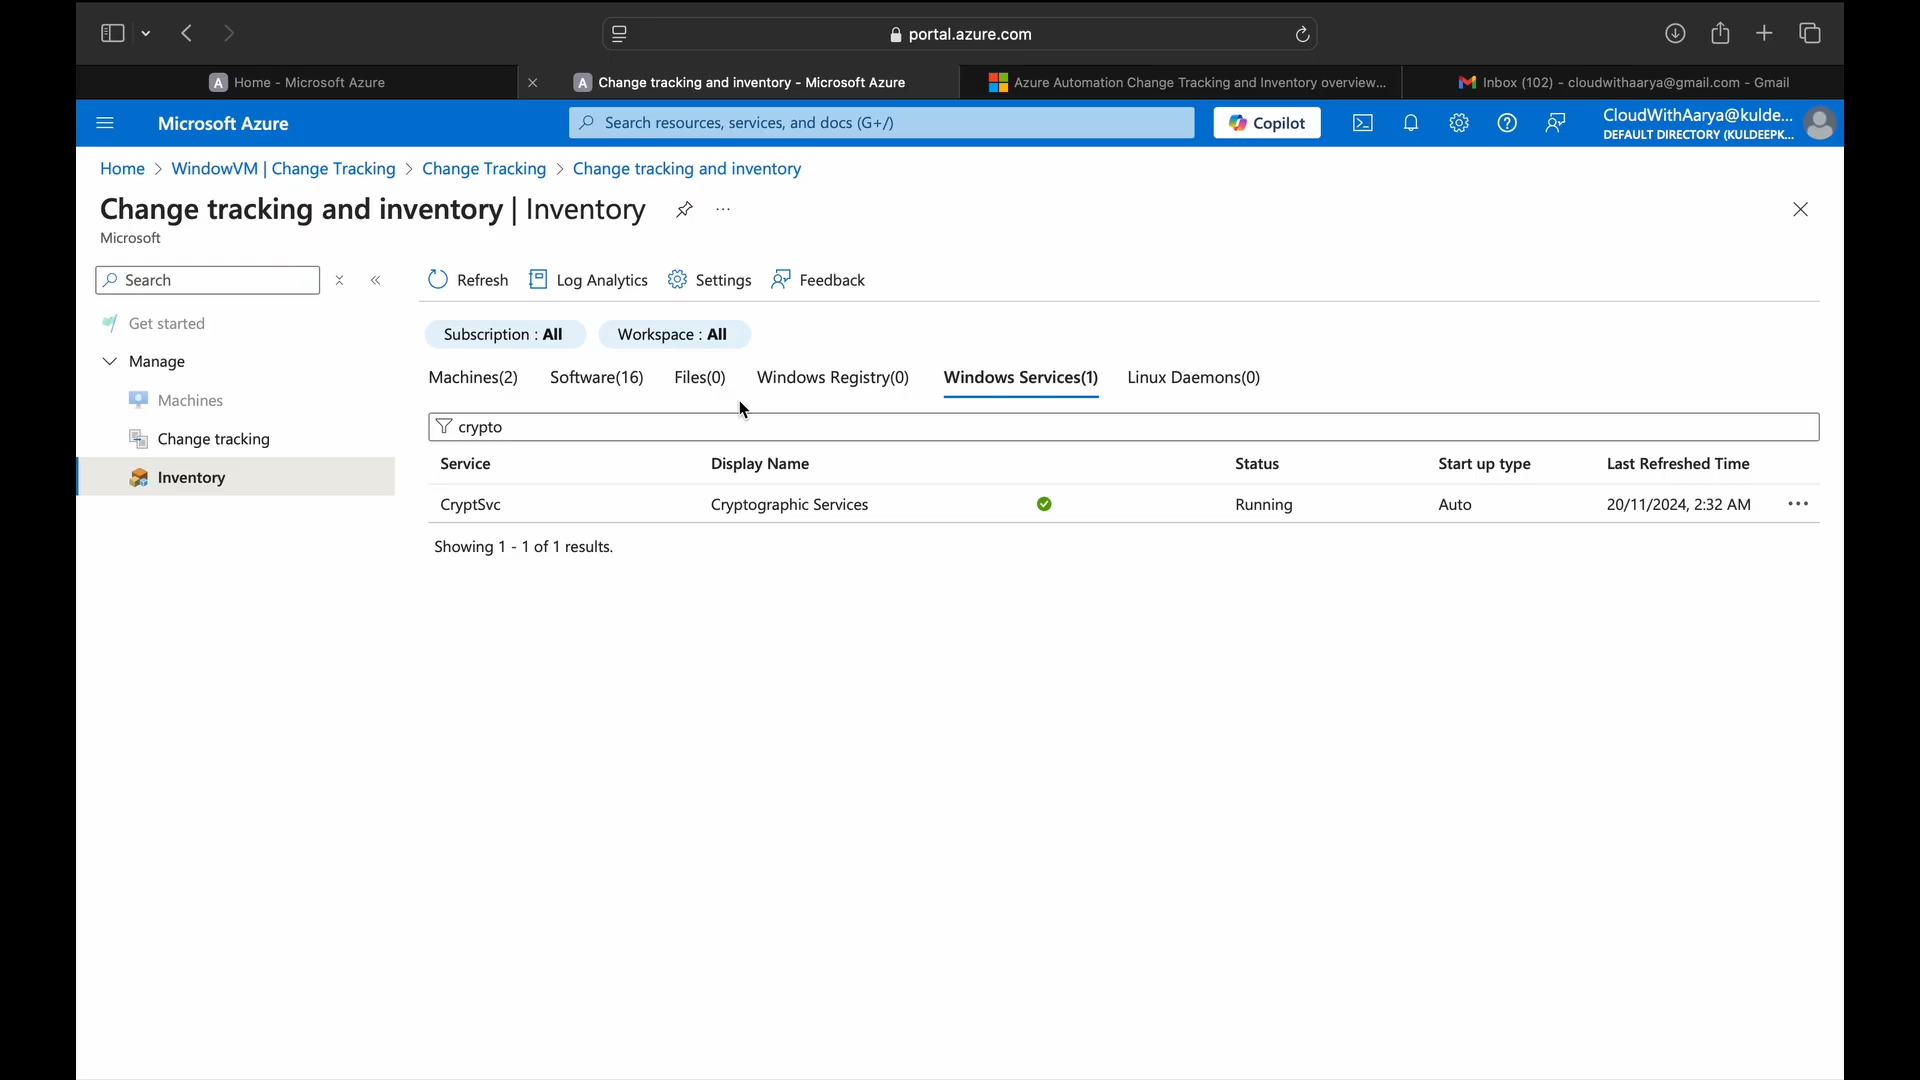 portal.azure.com
Home - Microsoft Azure
Change tracking and inventory - Microsoft Azure
Azure Automation Change Tracking and Inventory overview...
Inbox (102) - cloudwithaarya@gmail.com - Gmail
Microsoft Azure
Search resources, services, and docs (G+/)
Copilot
CloudWithAarya@kulde...
DEFAULT DIRECTORY (KULDEEPK...
Home > WindowVM | Change Tracking > Change Tracking > Change tracking and inventory
Change tracking and inventory | Inventory
Microsoft
Search
Refresh
Log Analytics
Settings
Feedback
Get started
Manage
Machines
Change tracking
Inventory
Subscription : All
Workspace : All
Machines(2)
Software(16)
Files(0)
Windows Registry(0)
Windows Services(1)
Linux Daemons(0)
crypto
Service Display Name Status Start up type Last Refreshed Time
CryptSvc Cryptographic Services Running Auto 20/11/2024, 2:32 AM
Showing 1 - 1 of 1 results.